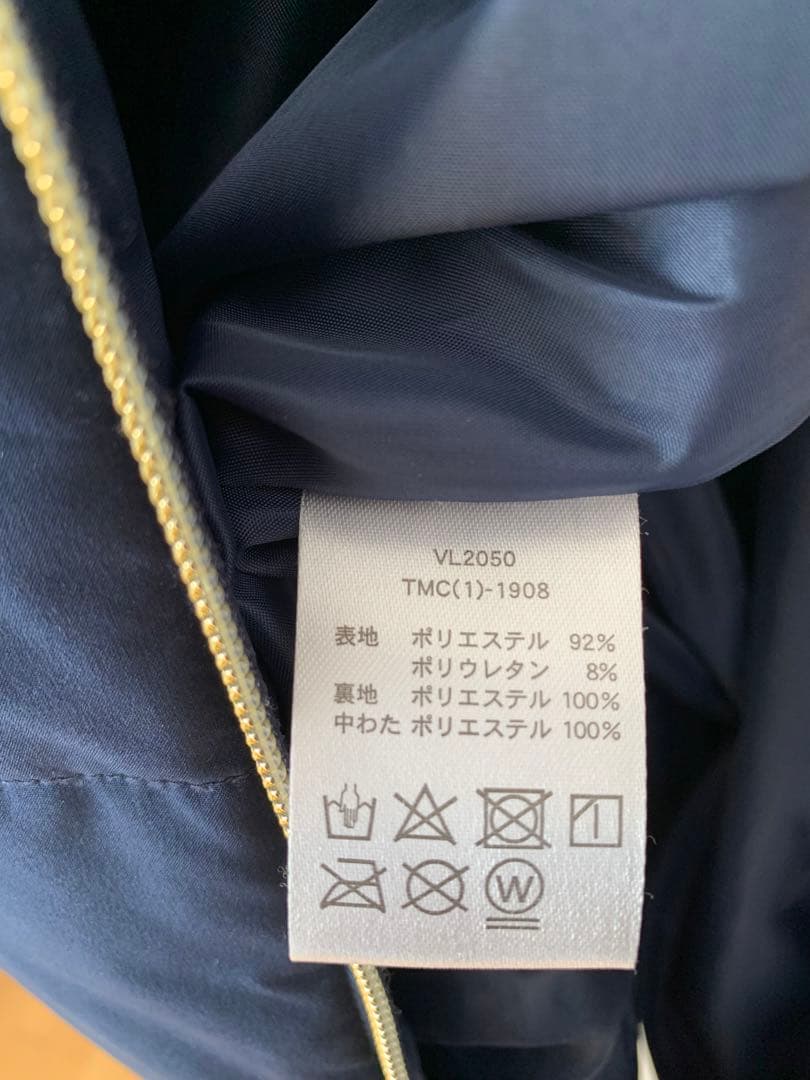 VL2050
TMC(1)-1908
表地 ポリエステル 92%
ポリウレタン 8%
裏地 ポリエステル 100%
中わた ポリエステル 100%
W